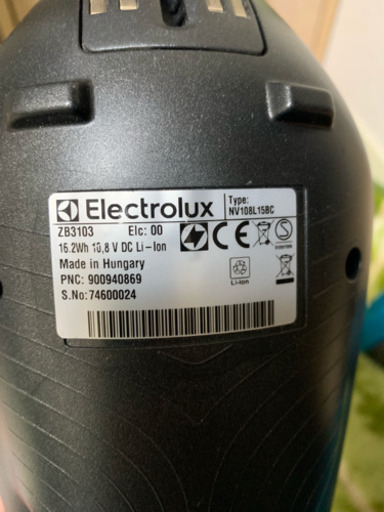 Electrolux
Type:
NV108L15BC
ZB3103 Elc: 00
16.2Wh 10,8 V DC Li-Ion
Made in Hungary
PNC: 900940869
S.No: 74600024
CE
Li-ion